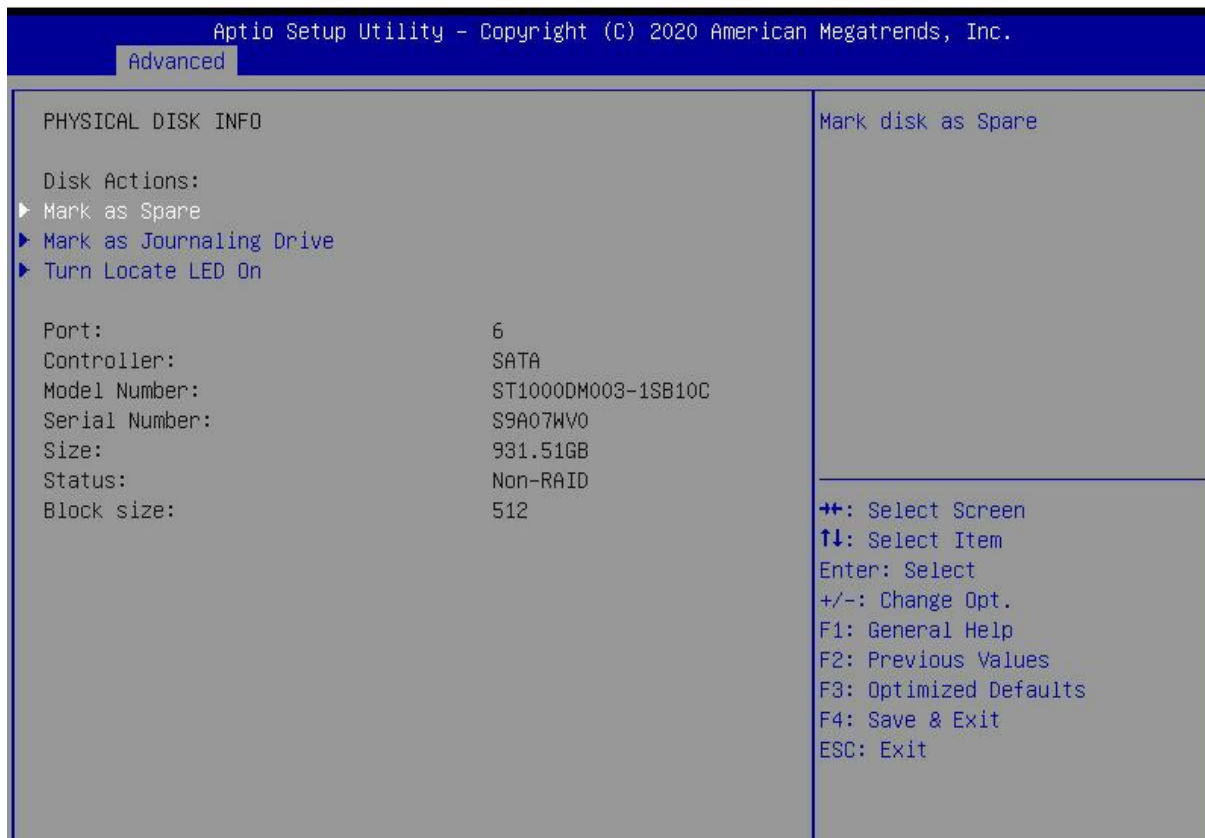 Aptio Setup Utility – Copyright (C) 2020 American Megatrends, Inc.
Advanced
PHYSICAL DISK INFO
Disk Actions:
▶ Mark as Spare
▶ Mark as Journaling Drive
▶ Turn Locate LED On
Port: 6
Controller: SATA
Model Number: ST1000DM003-1SB10C
Serial Number: S9A07WV0
Size: 931.51GB
Status: Non-RAID
Block size: 512
Mark disk as Spare
→←: Select Screen
↑↓: Select Item
Enter: Select
+/-: Change Opt.
F1: General Help
F2: Previous Values
F3: Optimized Defaults
F4: Save & Exit
ESC: Exit